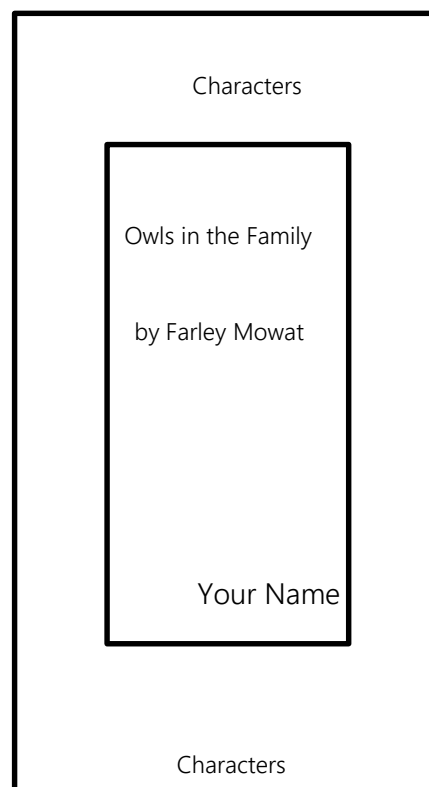 Characters
Owls in the Family
by Farley Mowat
Your Name
Characters